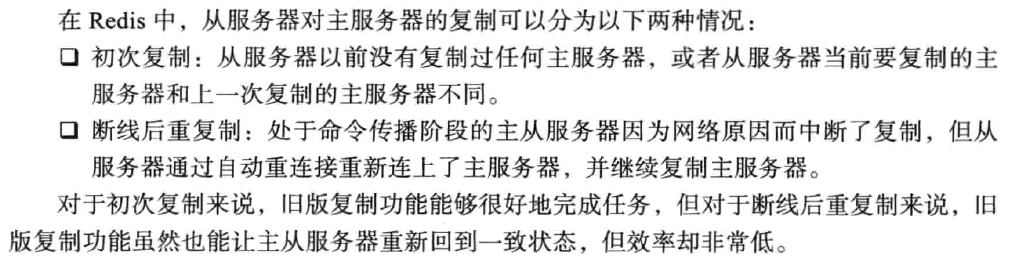 在 Redis 中，从服务器对主服务器的复制可以分为以下两种情况：
❑ 初次复制：从服务器以前没有复制过任何主服务器，或者从服务器当前要复制的主
服务器和上一次复制的主服务器不同。
❑ 断线后重复制：处于命令传播阶段的主从服务器因为网络原因而中断了复制，但从
服务器通过自动重连接重新连上了主服务器，并继续复制主服务器。
对于初次复制来说，旧版复制功能能够很好地完成任务，但对于断线后重复制来说，旧
版复制功能虽然也能让主从服务器重新回到一致状态，但效率却非常低。